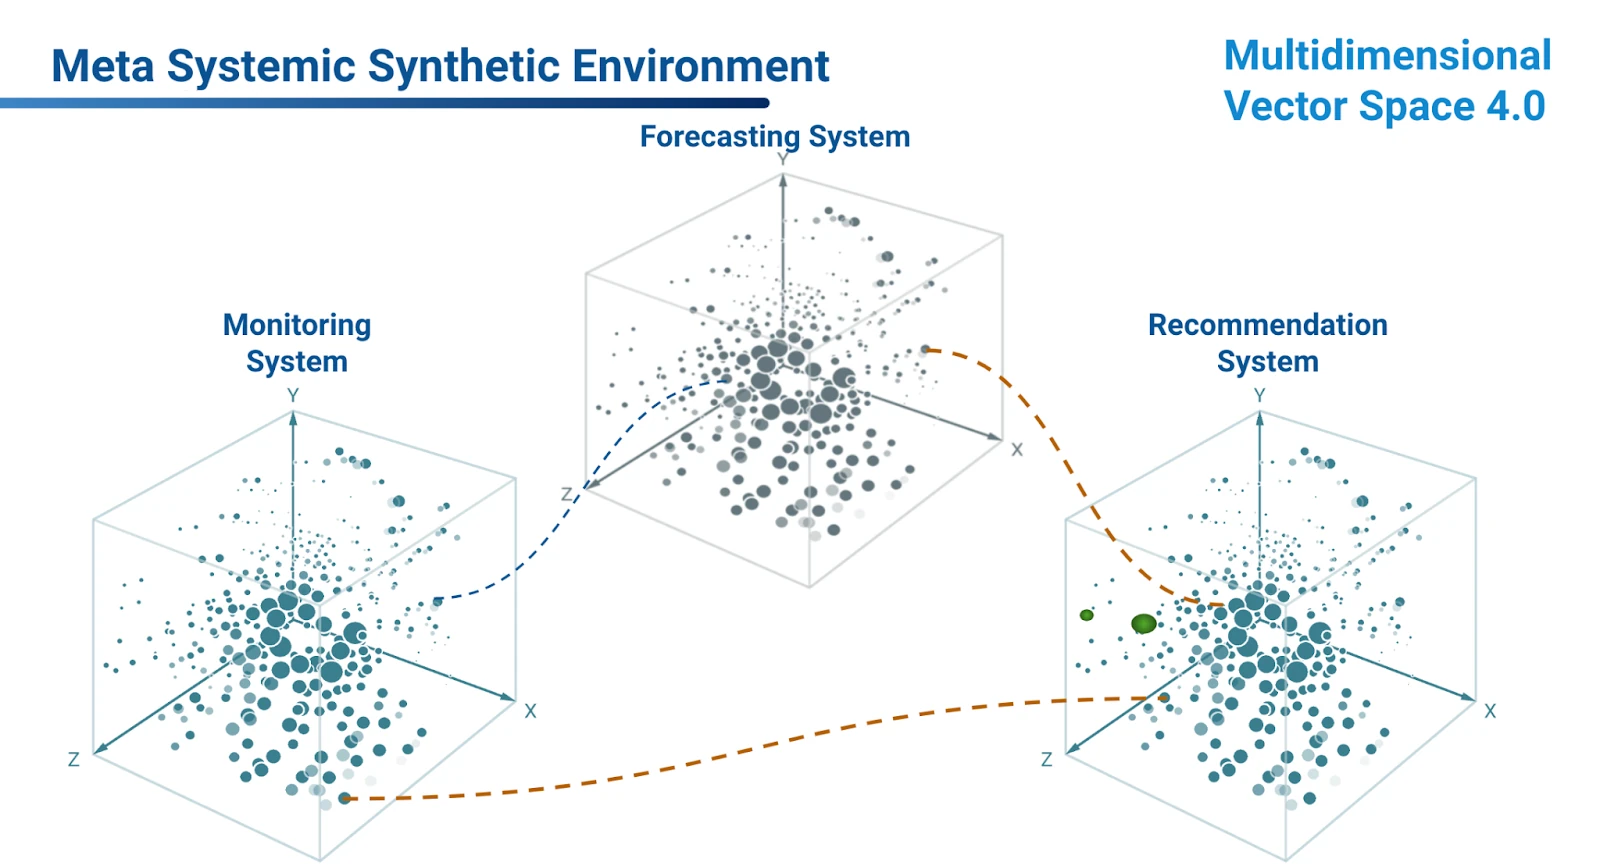 Meta Systemic Synthetic Environment
Multidimensional
Vector Space 4.0
Forecasting System
Y
X
Z
Monitoring
System
Y
X
Z
Recommendation
System
Y
X
Z